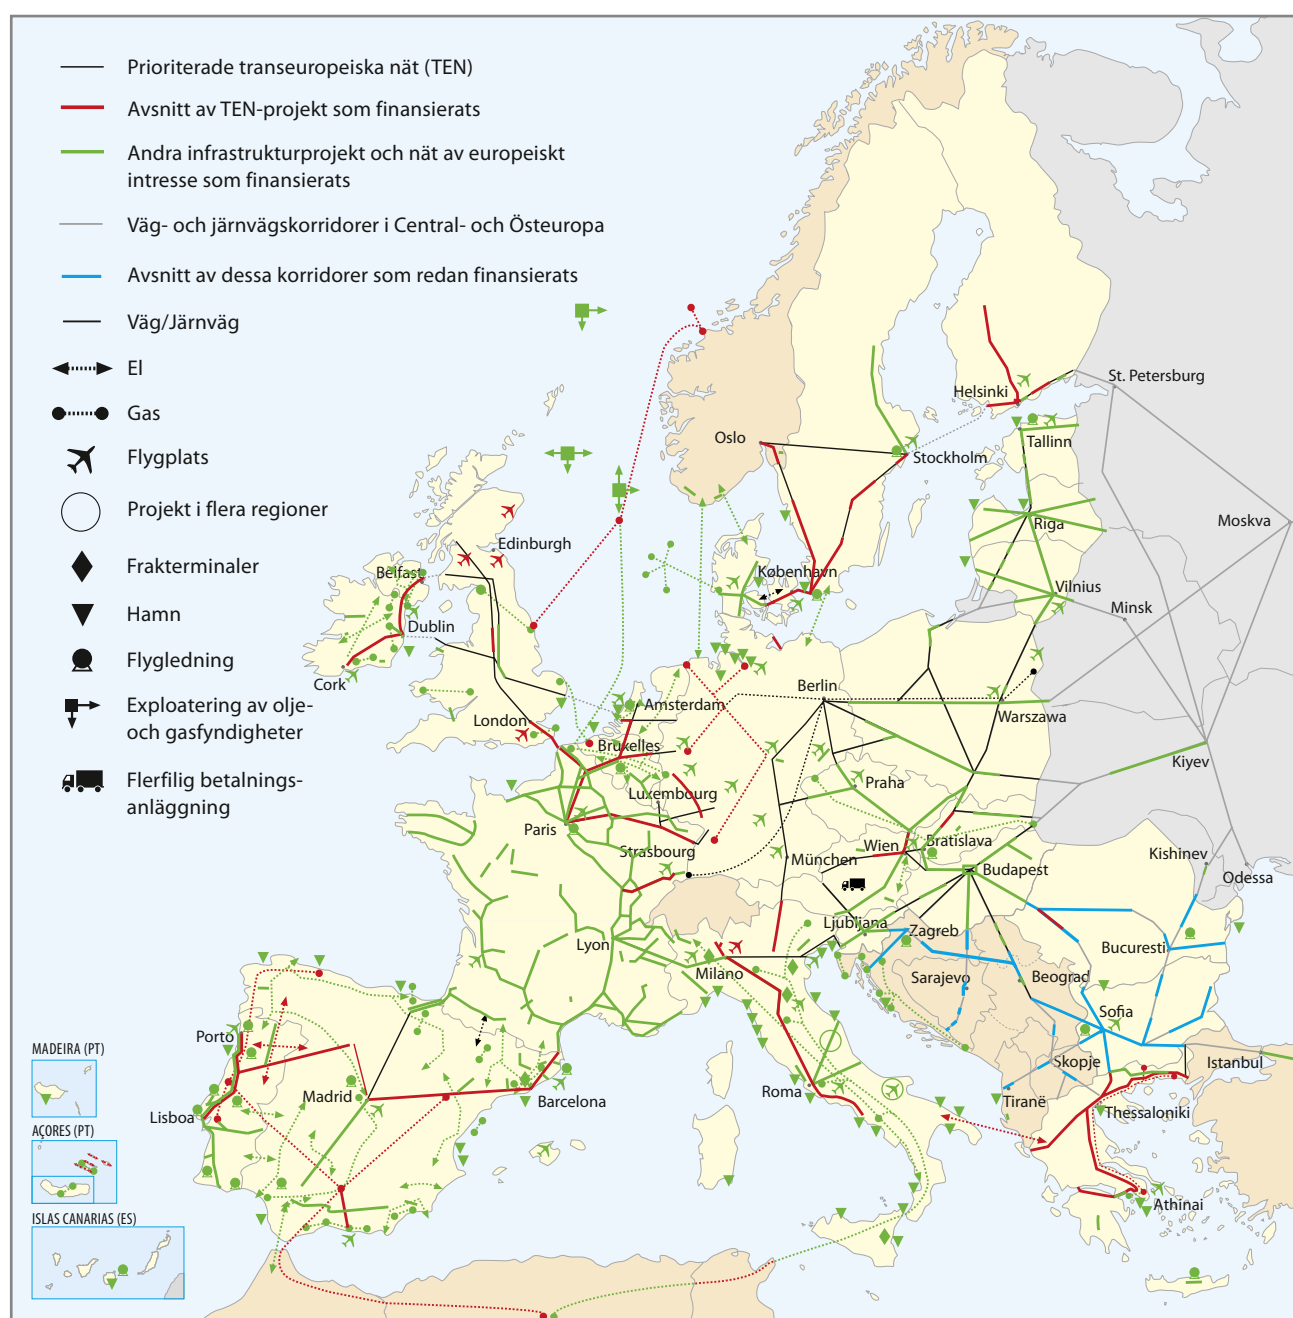 Prioriterade transeuropeiska nät (TEN)
Avsnitt av TEN-projekt som finansierats
Andra infrastrukturprojekt och nät av europeiskt
intresse som finansierats
Väg- och järnvägskorridorer i Central- och Östeuropa
Avsnitt av dessa korridorer som redan finansierats
Väg/Järnväg
El
Gas
Flygplats
Projekt i flera regioner
Frakterminaler
Hamn
Flygledning
Exploatering av olje-
och gasfyndigheter
Flerfilig betalnings-
anläggning
St. Petersburg
Helsinki
Oslo
Tallinn
Stockholm
Moskva
Riga
Edinburgh
København
Belfast
Vilnius
Minsk
Dublin
Cork
Berlin
Amsterdam
Warszawa
London
Bruxelles
Kiyev
Praha
Luxembourg
Paris
Wien
Bratislava
Strasbourg
München
Kishinev
Budapest
Odessa
Ljubljana
Zagreb
Lyon
Bucuresti
Milano
Sarajevo
Beograd
Sofia
Porto
MADEIRA (PT)
Skopje
Istanbul
Roma
Madrid
Barcelona
Tiranë
Lisboa
Thessaloniki
AÇORES (PT)
Athinai
ISLAS CANARIAS (ES)